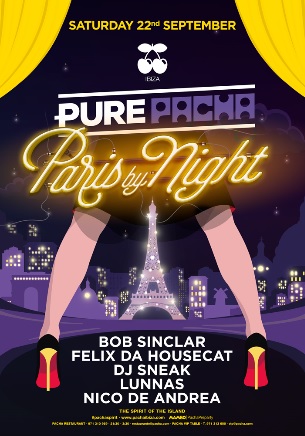 SATURDAY 22nd SEPTEMBER
IBIZA
PURE PACHA
Paris by Night
BOB SINCLAR
FELIX DA HOUSECAT
DJ SNEAK
LUNNAS
NICO DE ANDREA
THE SPIRIT OF THE ISLAND